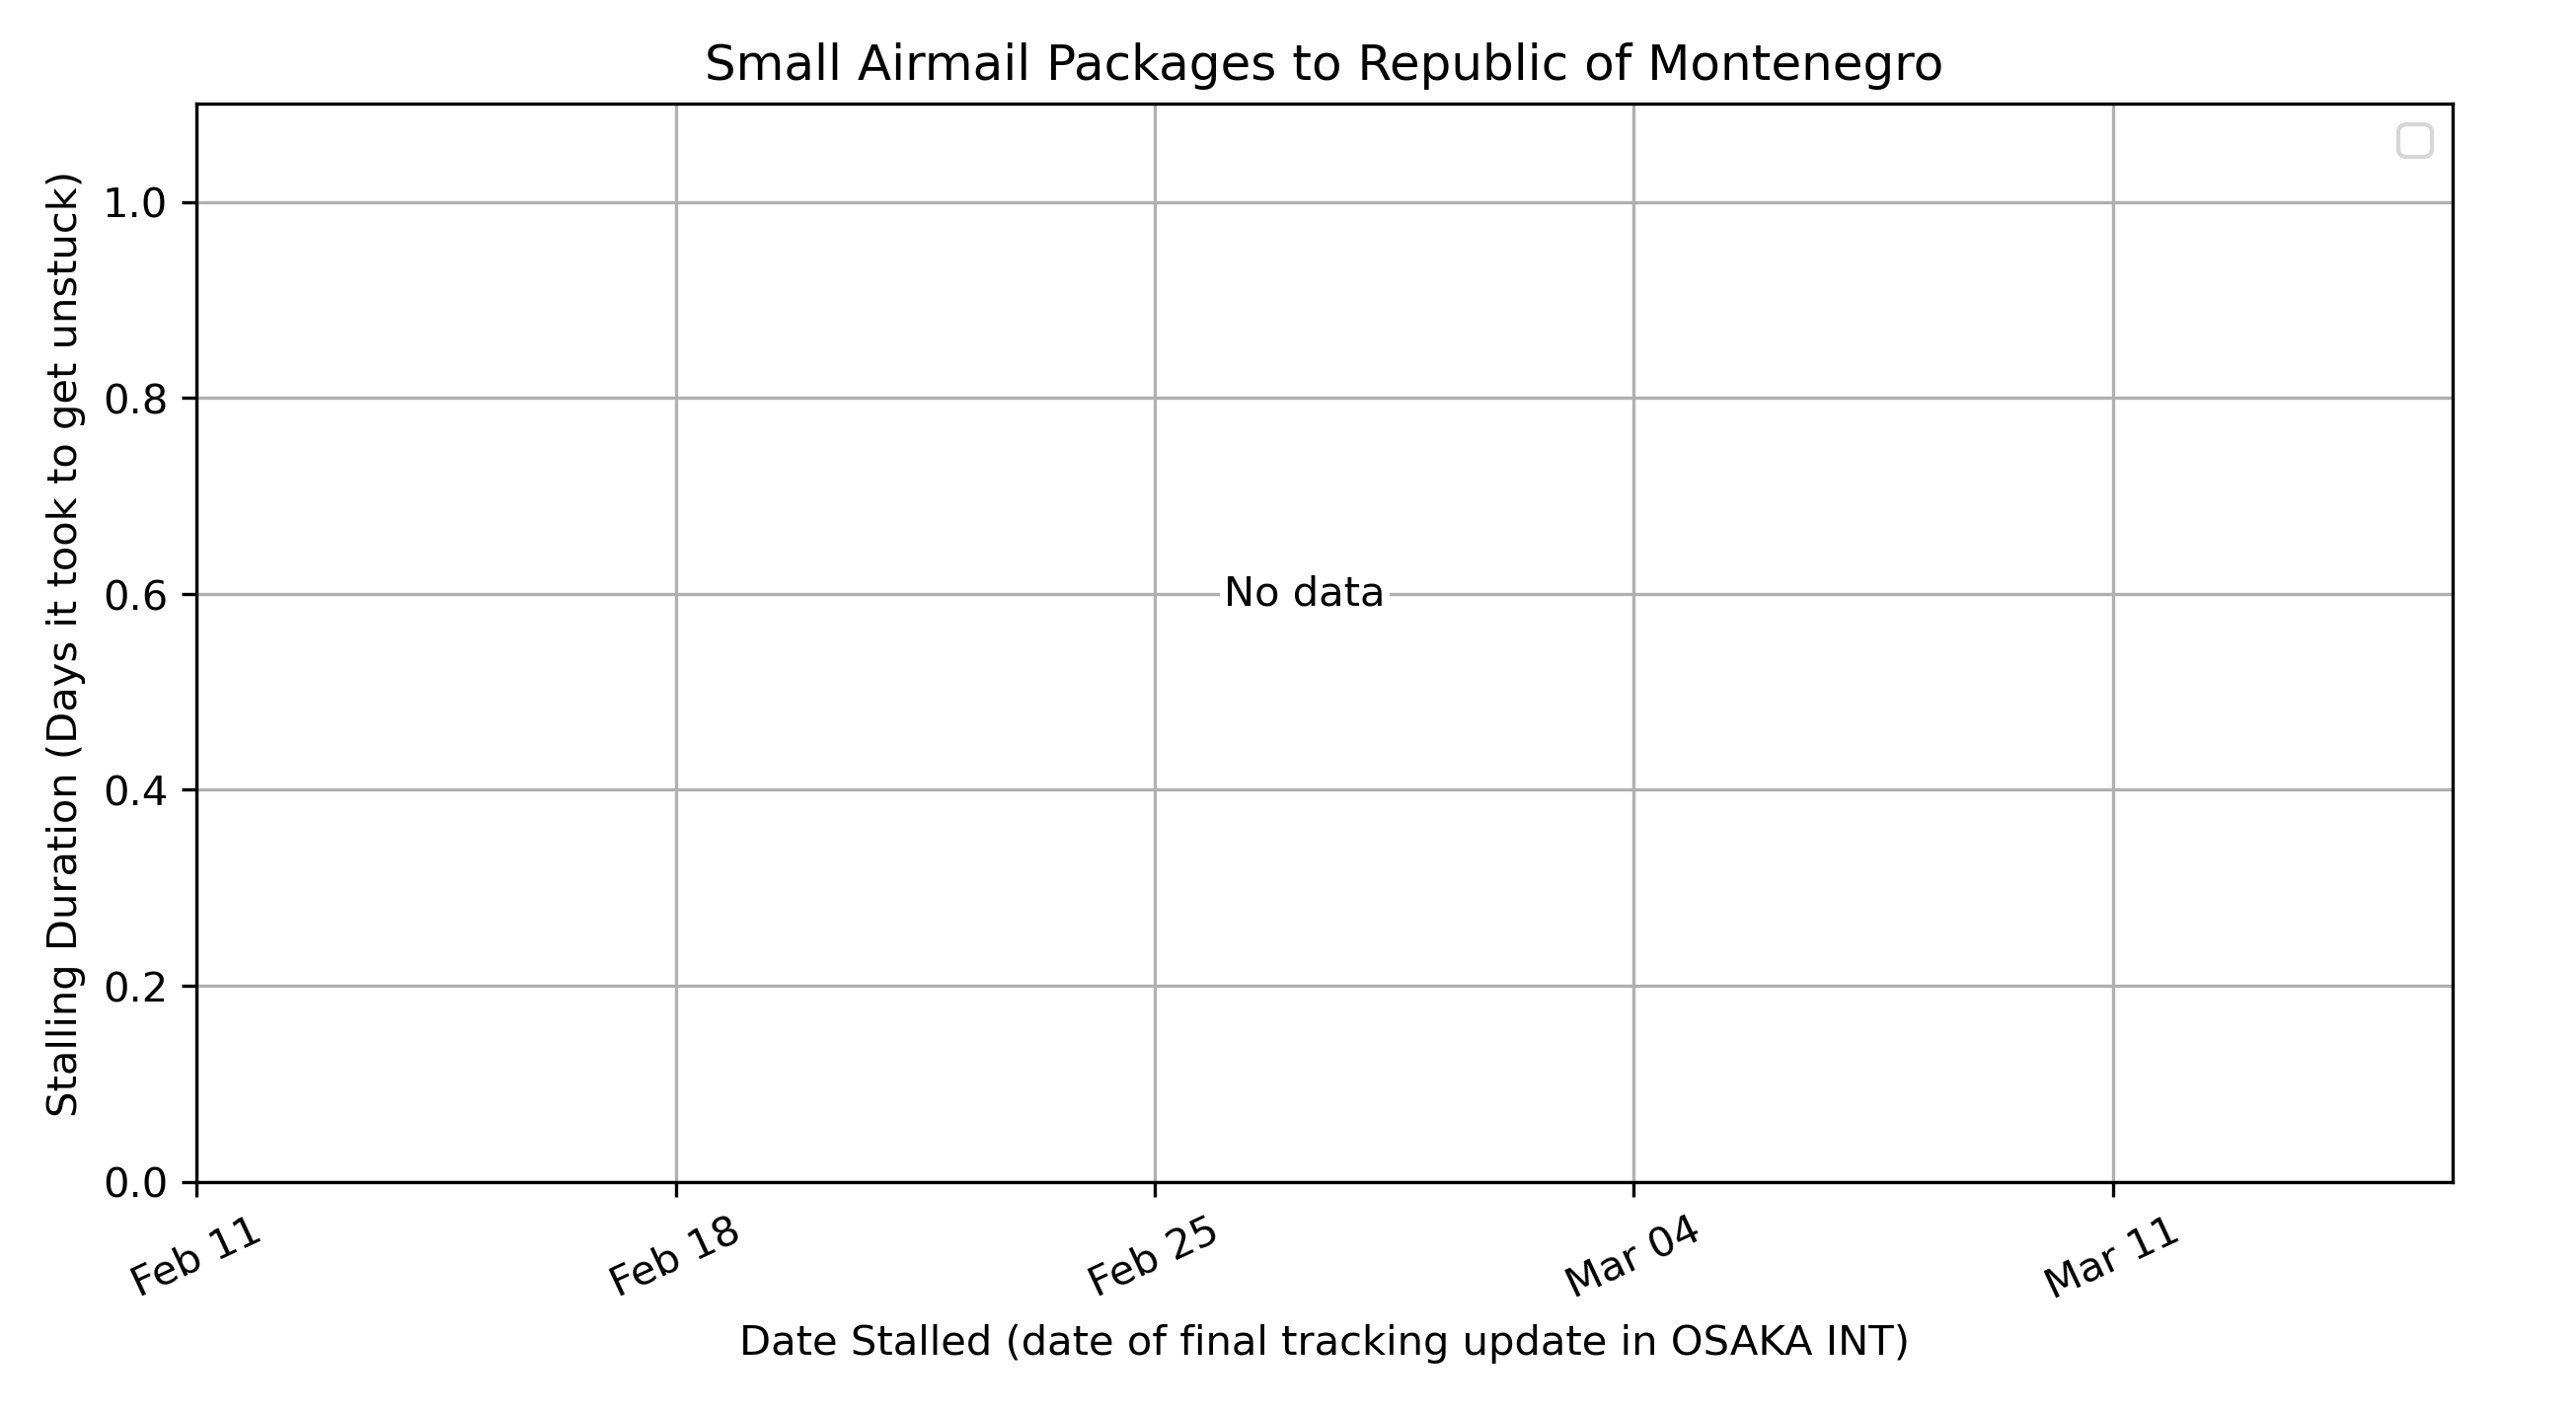 Small Airmail Packages to Republic of Montenegro
Stalling Duration (Days it took to get unstuck)
1.0
0.8
0.6
0.4
0.2
0.0
No data
Feb 11
Feb 18
Feb 25
Mar 04
Mar 11
Date Stalled (date of final tracking update in OSAKA INT)